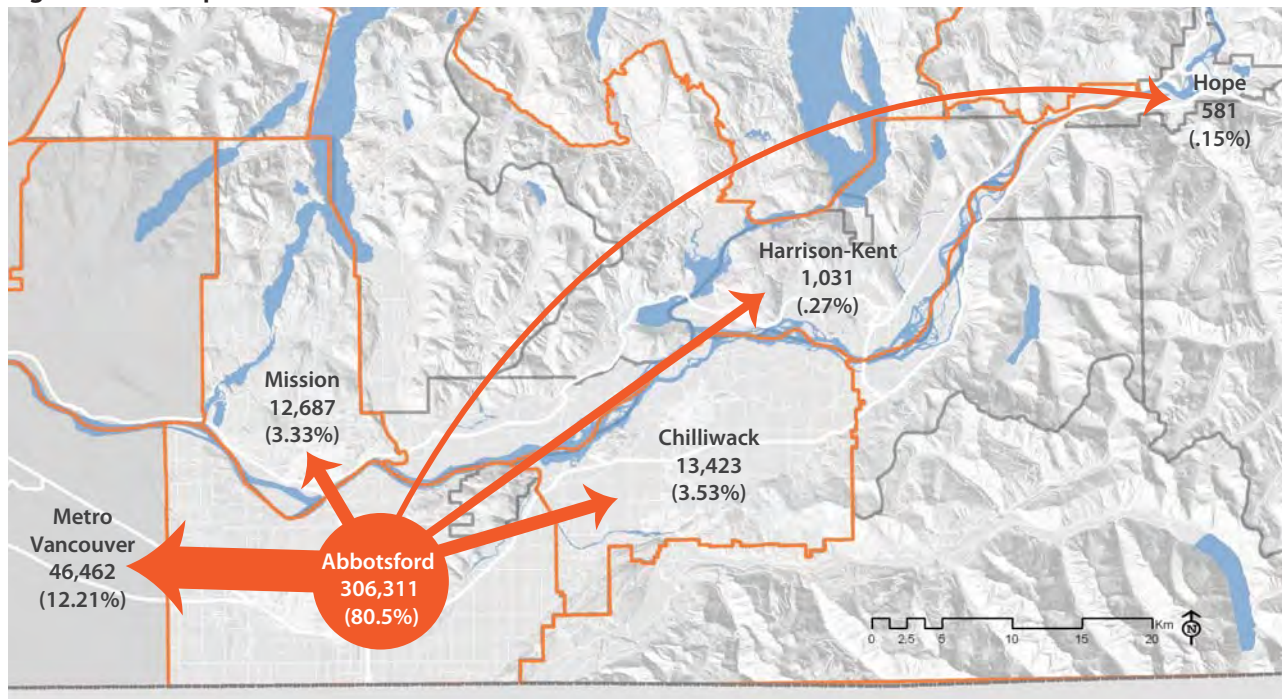 Hope
581
(.15%)
Harrison-Kent
1,031
(.27%)
Mission
12,687
(3.33%)
Chilliwack
13,423
(3.53%)
Metro
Vancouver
46,462
(12.21%)
Abbotsford
306,311
(80.5%)
Km
0 2.5 5 10 15 20
N